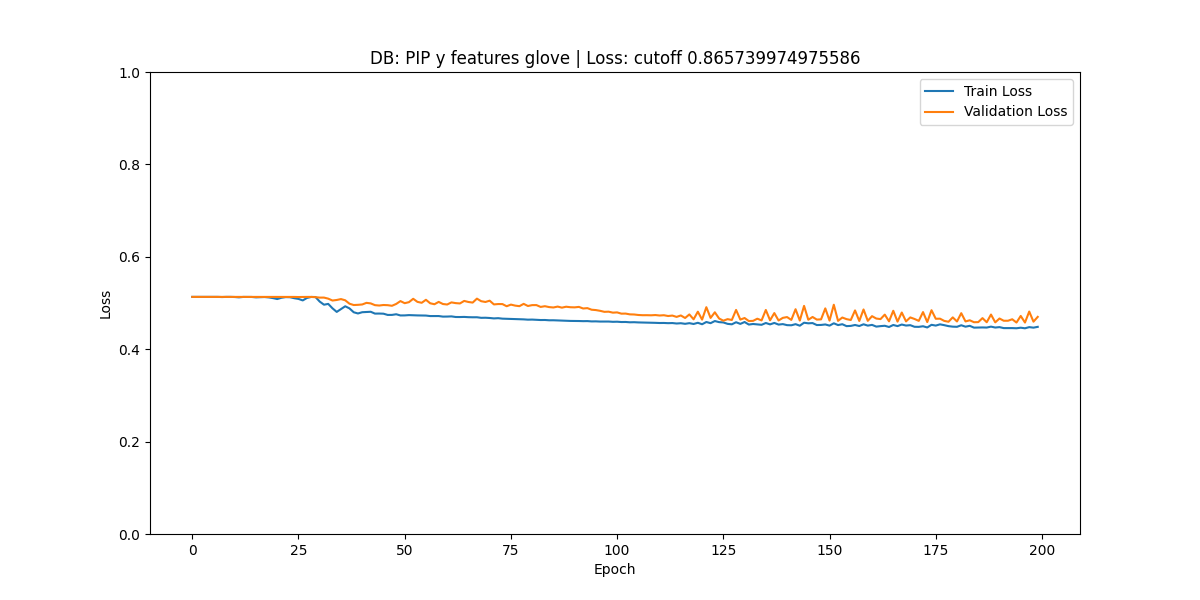 DB: PIP y features glove | Loss: cutoff 0.865739974975586
Train Loss
Validation Loss
1.0
0.8
0.6
0.4
0.2
0.0
Loss
0 25 50 75 100 125 150 175 200
Epoch